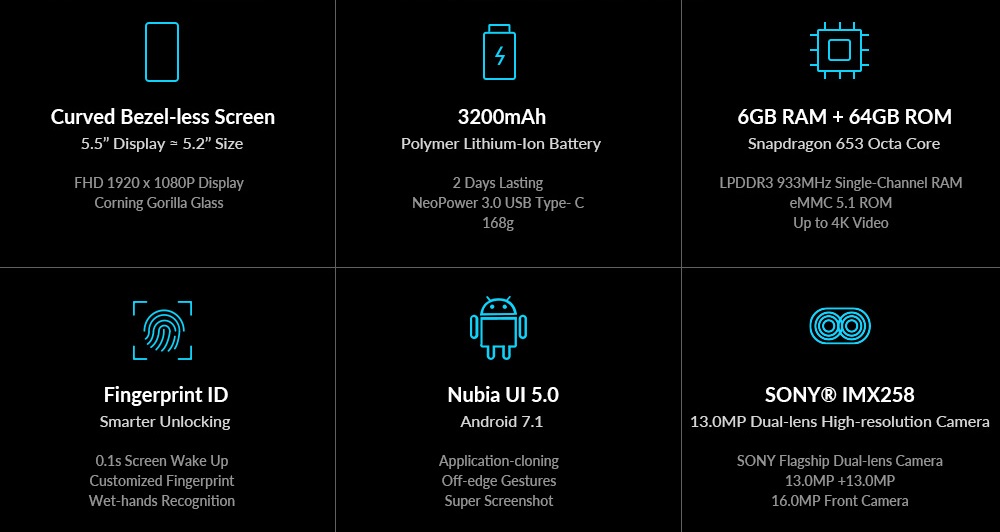 Curved Bezel-less Screen
5.5” Display ≈ 5.2” Size
FHD 1920 x 1080P Display
Corning Gorilla Glass
3200mAh
Polymer Lithium-Ion Battery
2 Days Lasting
NeoPower 3.0 USB Type- C
168g
6GB RAM + 64GB ROM
Snapdragon 653 Octa Core
LPDDR3 933MHz Single-Channel RAM
eMMC 5.1 ROM
Up to 4K Video
Fingerprint ID
Smarter Unlocking
0.1s Screen Wake Up
Customized Fingerprint
Wet-hands Recognition
Nubia UI 5.0
Android 7.1
Application-cloning
Off-edge Gestures
Super Screenshot
SONY® IMX258
13.0MP Dual-lens High-resolution Camera
SONY Flagship Dual-lens Camera
13.0MP +13.0MP
16.0MP Front Camera